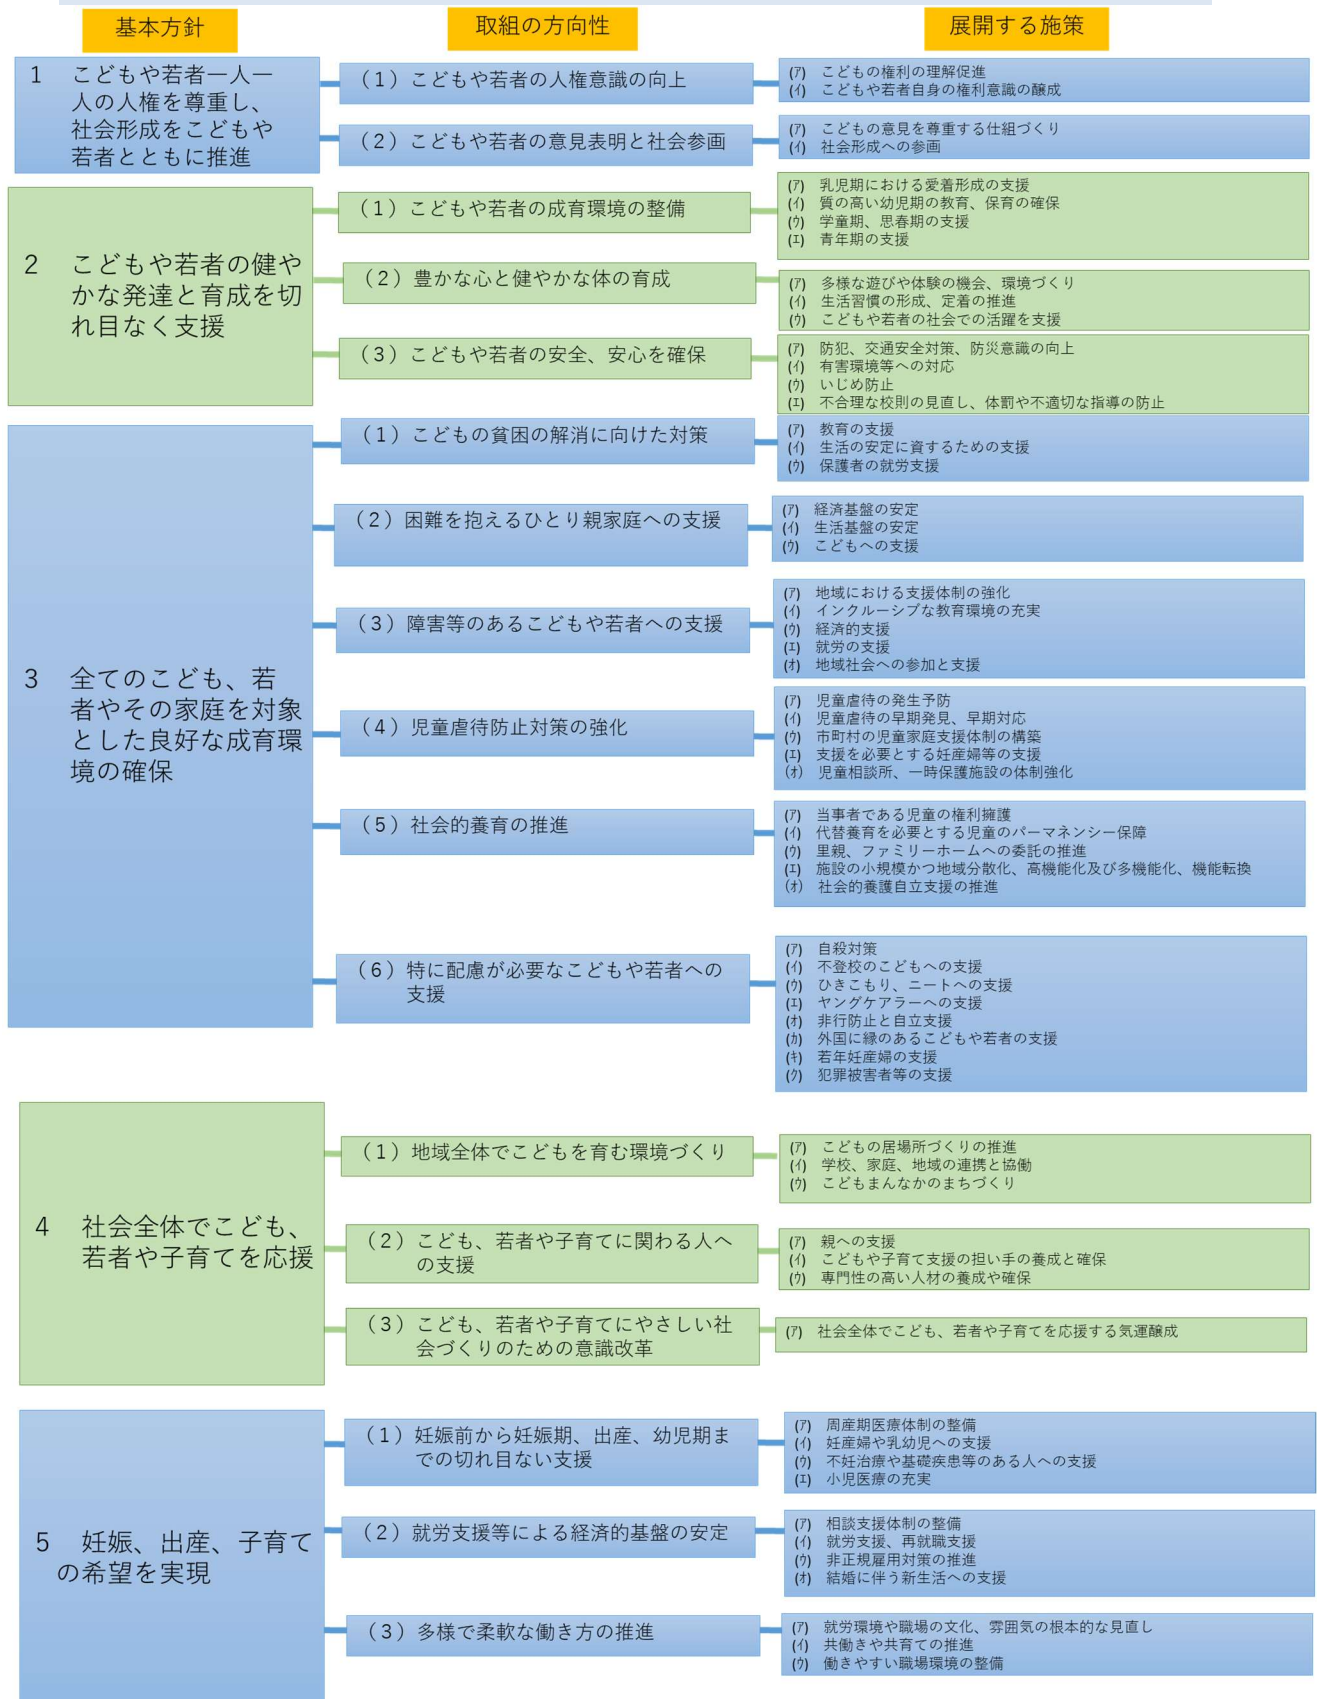 基本方針
取組の方向性
展開する施策
1 こどもや若者一人一
人の人権を尊重し、
社会形成をこどもや
若者とともに推進
（1）こどもや若者の人権意識の向上
(ｱ) こどもの権利の理解促進
(ｲ) こどもや若者自身の権利意識の醸成
（2）こどもや若者の意見表明と社会参画
(ｱ) こどもの意見を尊重する仕組づくり
(ｲ) 社会形成への参画
2 こどもや若者の健や
かな発達と育成を切
れ目なく支援
（1）こどもや若者の成育環境の整備
(ｱ) 乳児期における愛着形成の支援
(ｲ) 質の高い幼児期の教育、保育の確保
(ｳ) 学童期、思春期の支援
(ｴ) 青年期の支援
（2）豊かな心と健やかな体の育成
(ｱ) 多様な遊びや体験の機会、環境づくり
(ｲ) 生活習慣の形成、定着の推進
(ｳ) こどもや若者の社会での活躍を支援
（3）こどもや若者の安全、安心を確保
(ｱ) 防犯、交通安全対策、防災意識の向上
(ｲ) 有害環境等への対応
(ｳ) いじめ防止
(ｴ) 不合理な校則の見直し、体罰や不適切な指導の防止
3 全てのこども、若
者やその家庭を対象
とした良好な成育環
境の確保
（1）こどもの貧困の解消に向けた対策
(ｱ) 教育の支援
(ｲ) 生活の安定に資するための支援
(ｳ) 保護者の就労支援
（2）困難を抱えるひとり親家庭への支援
(ｱ) 経済基盤の安定
(ｲ) 生活基盤の安定
(ｳ) こどもへの支援
（3）障害等のあるこどもや若者への支援
(ｱ) 地域における支援体制の強化
(ｲ) インクルーシブな教育環境の充実
(ｳ) 経済的支援
(ｴ) 就労の支援
(ｵ) 地域社会への参加と支援
（4）児童虐待防止対策の強化
(ｱ) 児童虐待の発生予防
(ｲ) 児童虐待の早期発見、早期対応
(ｳ) 市町村の児童家庭支援体制の構築
(ｴ) 支援を必要とする妊産婦等の支援
(ｵ) 児童相談所、一時保護施設の体制強化
（5）社会的養育の推進
(ｱ) 当事者である児童の権利擁護
(ｲ) 代替養育を必要とする児童のパーマネンシー保障
(ｳ) 里親、ファミリーホームへの委託の推進
(ｴ) 施設の小規模かつ地域分散化、高機能化及び多機能化、機能転換
(ｵ) 社会的養護自立支援の推進
（6）特に配慮が必要なこどもや若者への
支援
(ｱ) 自殺対策
(ｲ) 不登校のこどもへの支援
(ｳ) ひきこもり、ニートへの支援
(ｴ) ヤングケアラーへの支援
(ｵ) 非行防止と自立支援
(ｶ) 外国に縁のあるこどもや若者の支援
(ｷ) 若年妊産婦の支援
(ｸ) 犯罪被害者等の支援
4 社会全体でこども、
若者や子育てを応援
（1）地域全体でこどもを育む環境づくり
(ｱ) こどもの居場所づくりの推進
(ｲ) 学校、家庭、地域の連携と協働
(ｳ) こどもまんなかのまちづくり
（2）こども、若者や子育てに関わる人へ
の支援
(ｱ) 親への支援
(ｲ) こどもや子育て支援の担い手の養成と確保
(ｳ) 専門性の高い人材の養成や確保
（3）こども、若者や子育てにやさしい社
会づくりのための意識改革
(ｱ) 社会全体でこども、若者や子育てを応援する気運醸成
5 妊娠、出産、子育て
の希望を実現
（1）妊娠前から妊娠期、出産、幼児期ま
での切れ目ない支援
(ｱ) 周産期医療体制の整備
(ｲ) 妊産婦や乳幼児への支援
(ｳ) 不妊治療や基礎疾患等のある人への支援
(ｴ) 小児医療の充実
（2）就労支援等による経済的基盤の安定
(ｱ) 相談支援体制の整備
(ｲ) 就労支援、再就職支援
(ｳ) 非正規雇用対策の推進
(ｵ) 結婚に伴う新生活への支援
（3）多様で柔軟な働き方の推進
(ｱ) 就労環境や職場の文化、雰囲気の根本的な見直し
(ｲ) 共働きや共育ての推進
(ｳ) 働きやすい職場環境の整備